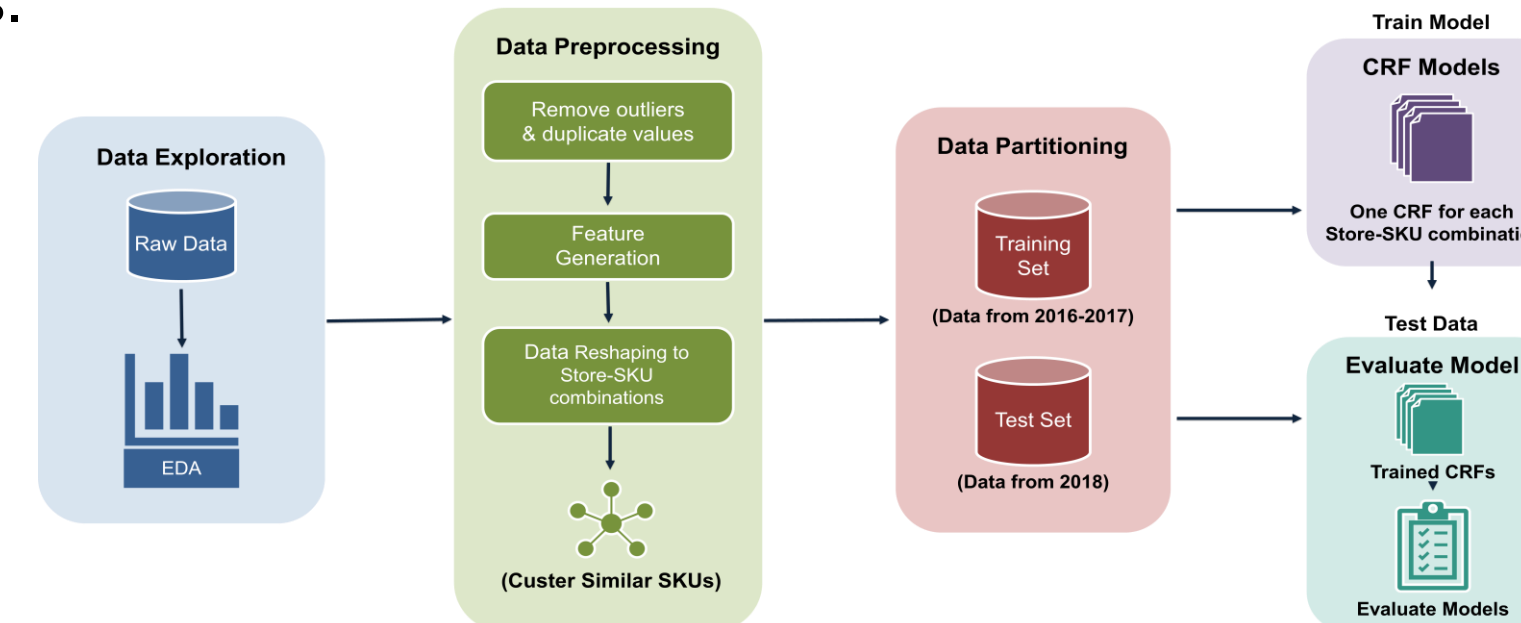 Data Exploration
Raw Data
EDA
Data Preprocessing
Remove outliers
& duplicate values
Feature
Generation
Data Reshaping to
Store-SKU
combinations
(Custer Similar SKUs)
Data Partitioning
Training
Set
(Data from 2016-2017)
Test Set
(Data from 2018)
Train Model
CRF Models
One CRF for each
Store-SKU
Test Data
Evaluate Model
Trained CRFs
Evaluate Models